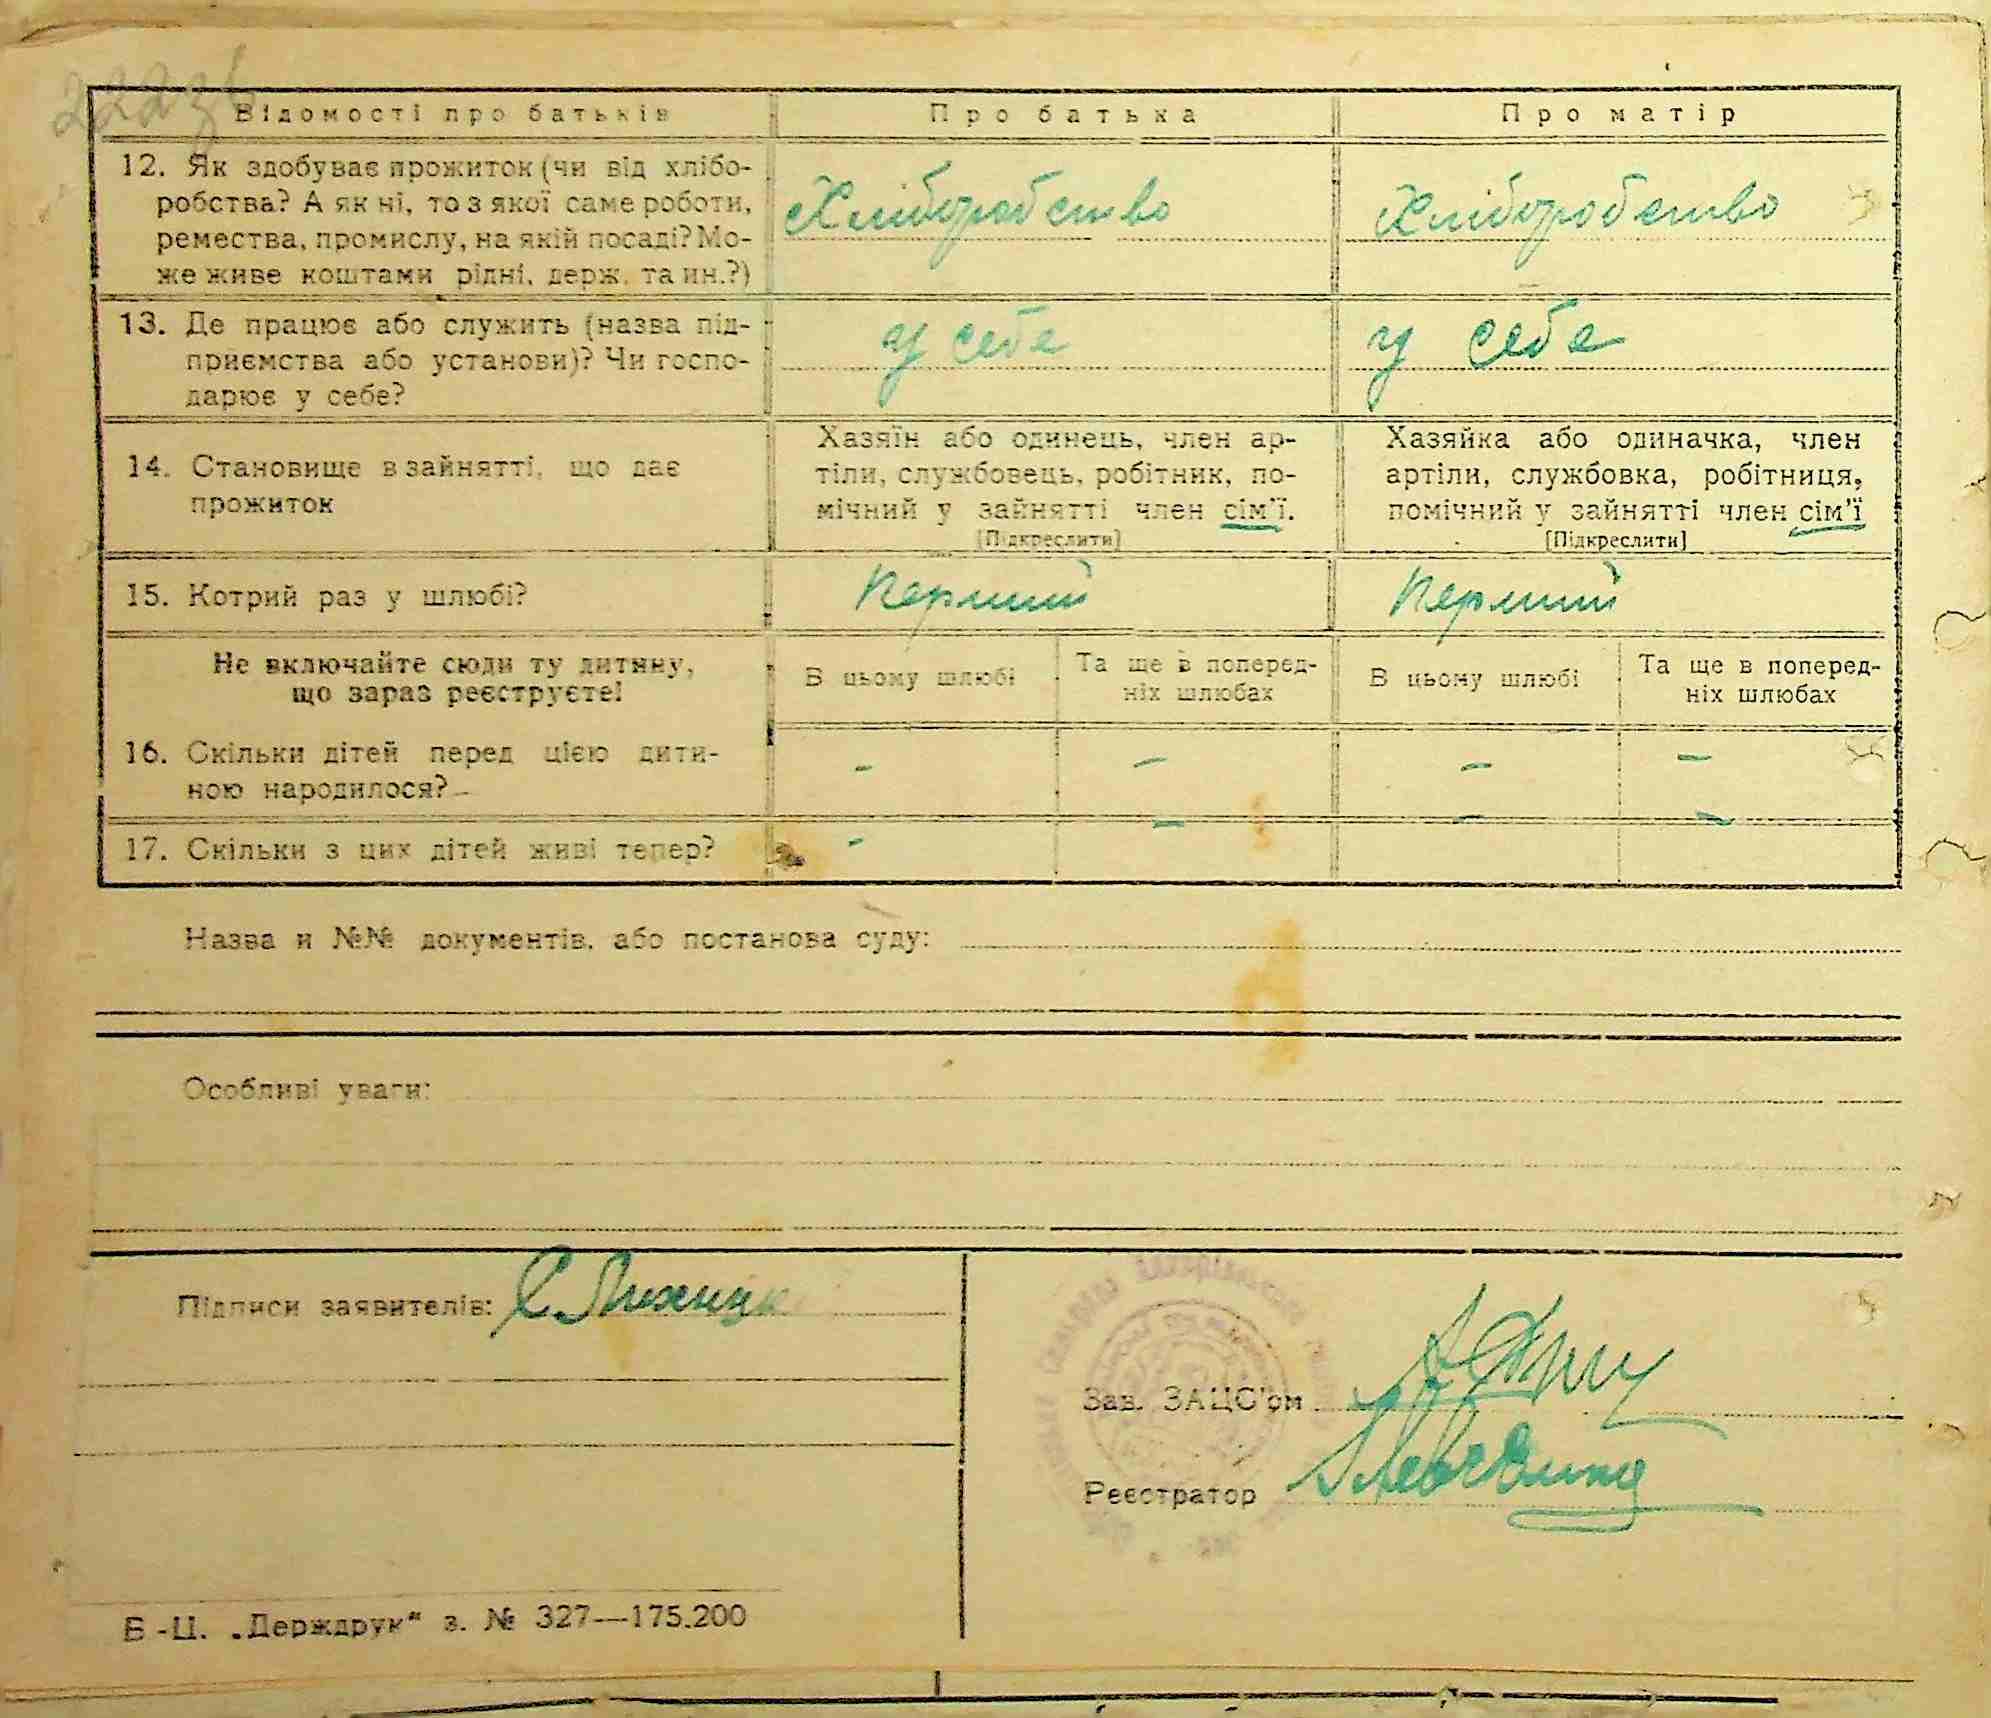 222зв
Відомості про батьків
Про батька
Про матір
12. Як здобуває прожиток (чи від хлібо-
робства? А як ні, то з якої саме роботи,
ремества, промислу, на якій посаді? Мо-
же живе коштами рідні, держ. та ин.?)
Хліборобство
Хліборобство
13. Де працює або служить (назва під-
приємства або установи)? Чи госпо-
дарює у себе?
у себе
у себе
14. Становище в зайнятті, що дає
прожиток
Хазяїн або одинець, член ар-
тіли, службовець, робітник, по-
мічний у зайнятті член сім'ї.
[Підкреслити]
Хазяйка або одиначка, член
артіли, службовка, робітниця,
помічний у зайнятті член сім'ї
[Підкреслити]
15. Котрий раз у шлюбі?
Перший
Перший
Не включайте сюди ту дитину,
що зараз реєструєте!
В цьому шлюбі
Та ще в поперед-
ніх шлюбах
В цьому шлюбі
Та ще в поперед-
ніх шлюбах
16. Скільки дітей перед цією дити-
ною народилося?
- - - -
17. Скільки з цих дітей живі тепер?
- - - -
Назва и №№ документів, або постанова суду:
Особливі уваги:
Підписи заявителів:
Зав. ЗАЦС'ом
Реєстратор
Б-Ц. „Держдрук“ з. № 327—175.200